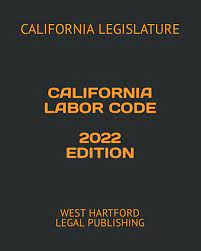 CALIFORNIA LEGISLATURE
CALIFORNIA
LABOR CODE
2022
EDITION
WEST HARTFORD
LEGAL PUBLISHING